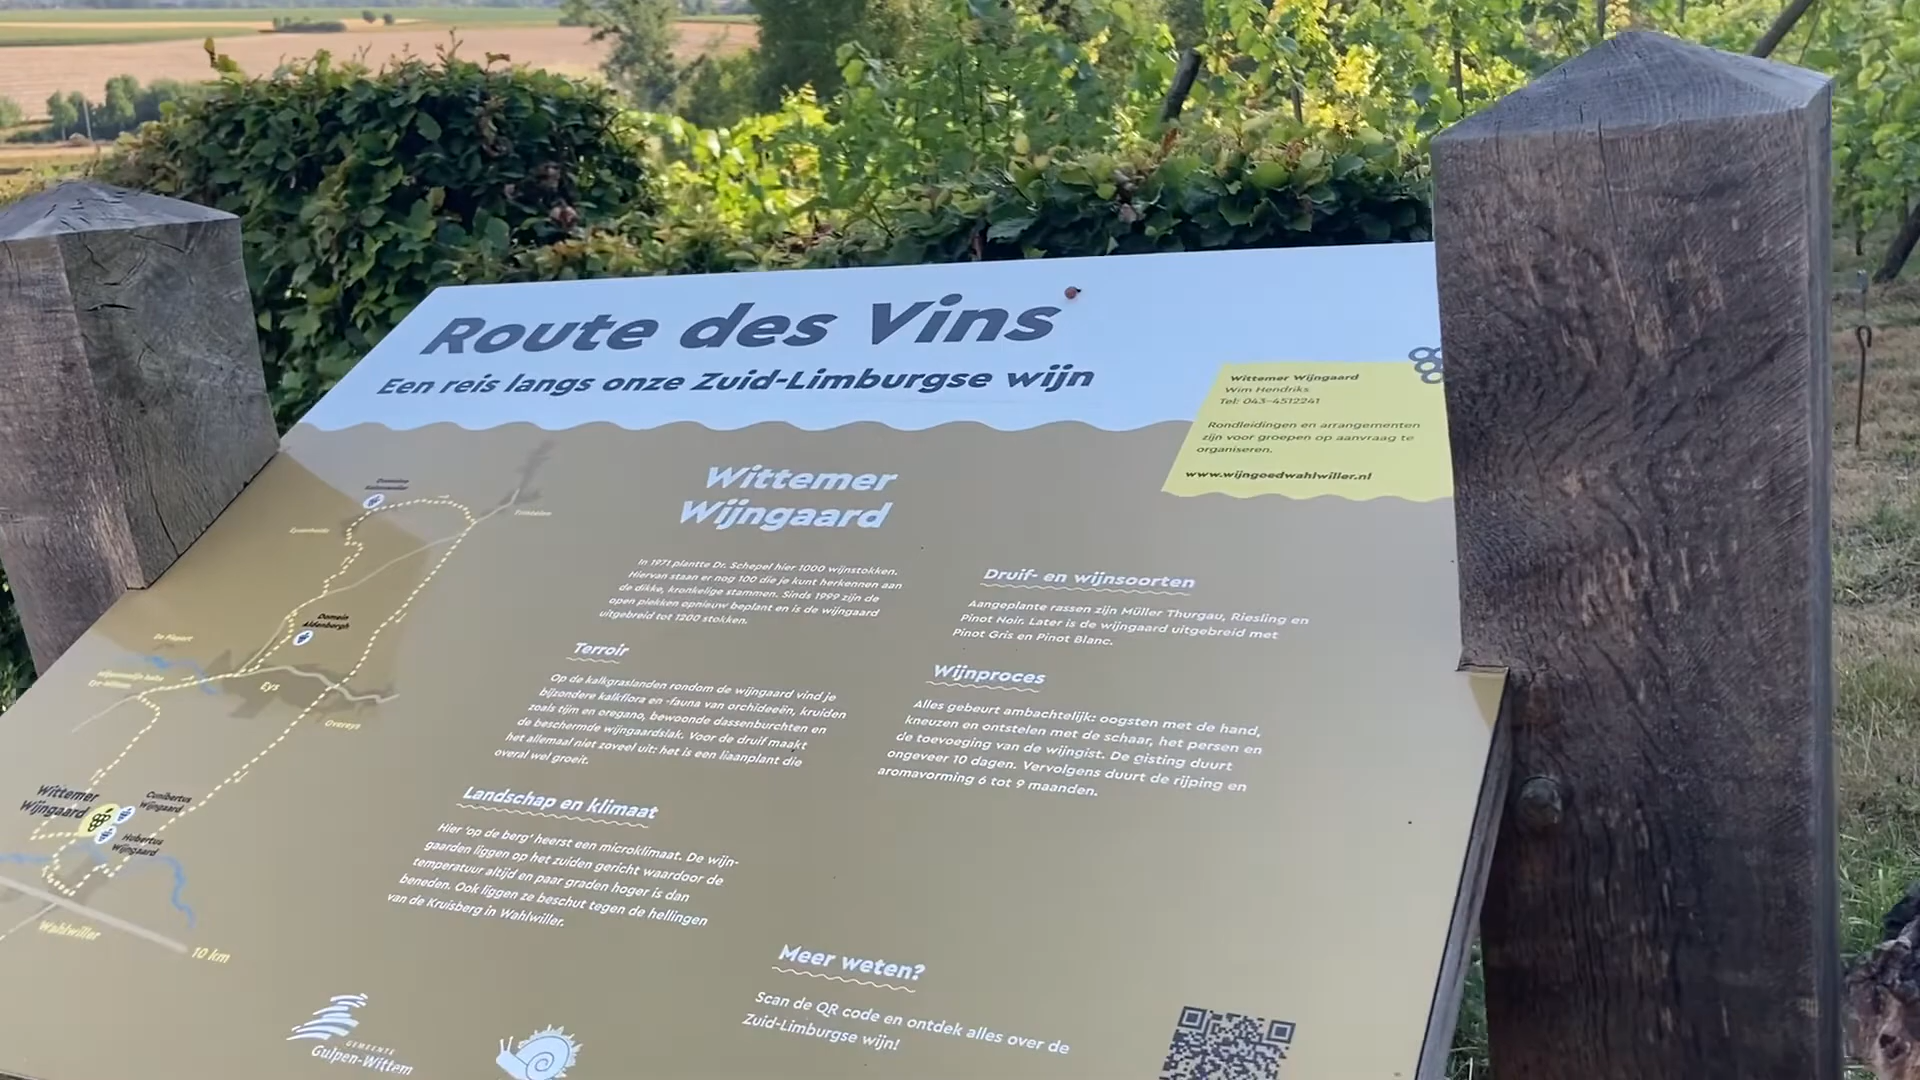 Route des Vins
Een reis langs onze Zuid-Limburgse wijn
Wittemer Wijngaard
Wim Hendriks
Tel: 043-4512241
Rondleidingen en arrangementen
zijn voor groepen op aanvraag te
organiseren.
www.wijngoedwahlwiller.nl
Wittemer
Wijngaard
In 1971 plantte Dr. Schepel hier 1000 wijnstokken.
Hiervan staan er nog 100 die je kunt herkennen aan
de dikke, kronkelige stammen. Sinds 1999 zijn de
open plekken opnieuw beplant en is de wijngaard
uitgebreid tot 1200 stokken.
Terroir
Op de kalkgraslanden rondom de wijngaard vind je
bijzondere kalkflora en -fauna van orchideeën, kruiden
zoals tijm en oregano, bewoonde dassenburchten en
de beschermde wijngaardslak. Voor de druif maakt
het allemaal niet zoveel uit: het is een liaanplant die
overal wel groeit.
Landschap en klimaat
Hier 'op de berg' heerst een microklimaat. De wijn-
gaarden liggen op het zuiden gericht waardoor de
temperatuur altijd en paar graden hoger is dan
beneden. Ook liggen ze beschut tegen de hellingen
van de Kruisberg in Wahlwiller.
Druif- en wijnsoorten
Aangeplante rassen zijn Müller Thurgau, Riesling en
Pinot Noir. Later is de wijngaard uitgebreid met
Pinot Gris en Pinot Blanc.
Wijnproces
Alles gebeurt ambachtelijk: oogsten met de hand,
kneuzen en ontstelen met de schaar, het persen en
de toevoeging van de wijngist. De gisting duurt
ongeveer 10 dagen. Vervolgens duurt de rijping en
aromavorming 6 tot 9 maanden.
Meer weten?
Scan de QR code en ontdek alles over de
Zuid-Limburgse wijn!
Domein
Aldenborgh
Eys
Overeys
Wittemer
Wijngaard
Cunibertus
Wijngaard
Hubertus
Wijngaard
Wahlwiller
10 km
GEMEENTE
Gulpen-Wittem